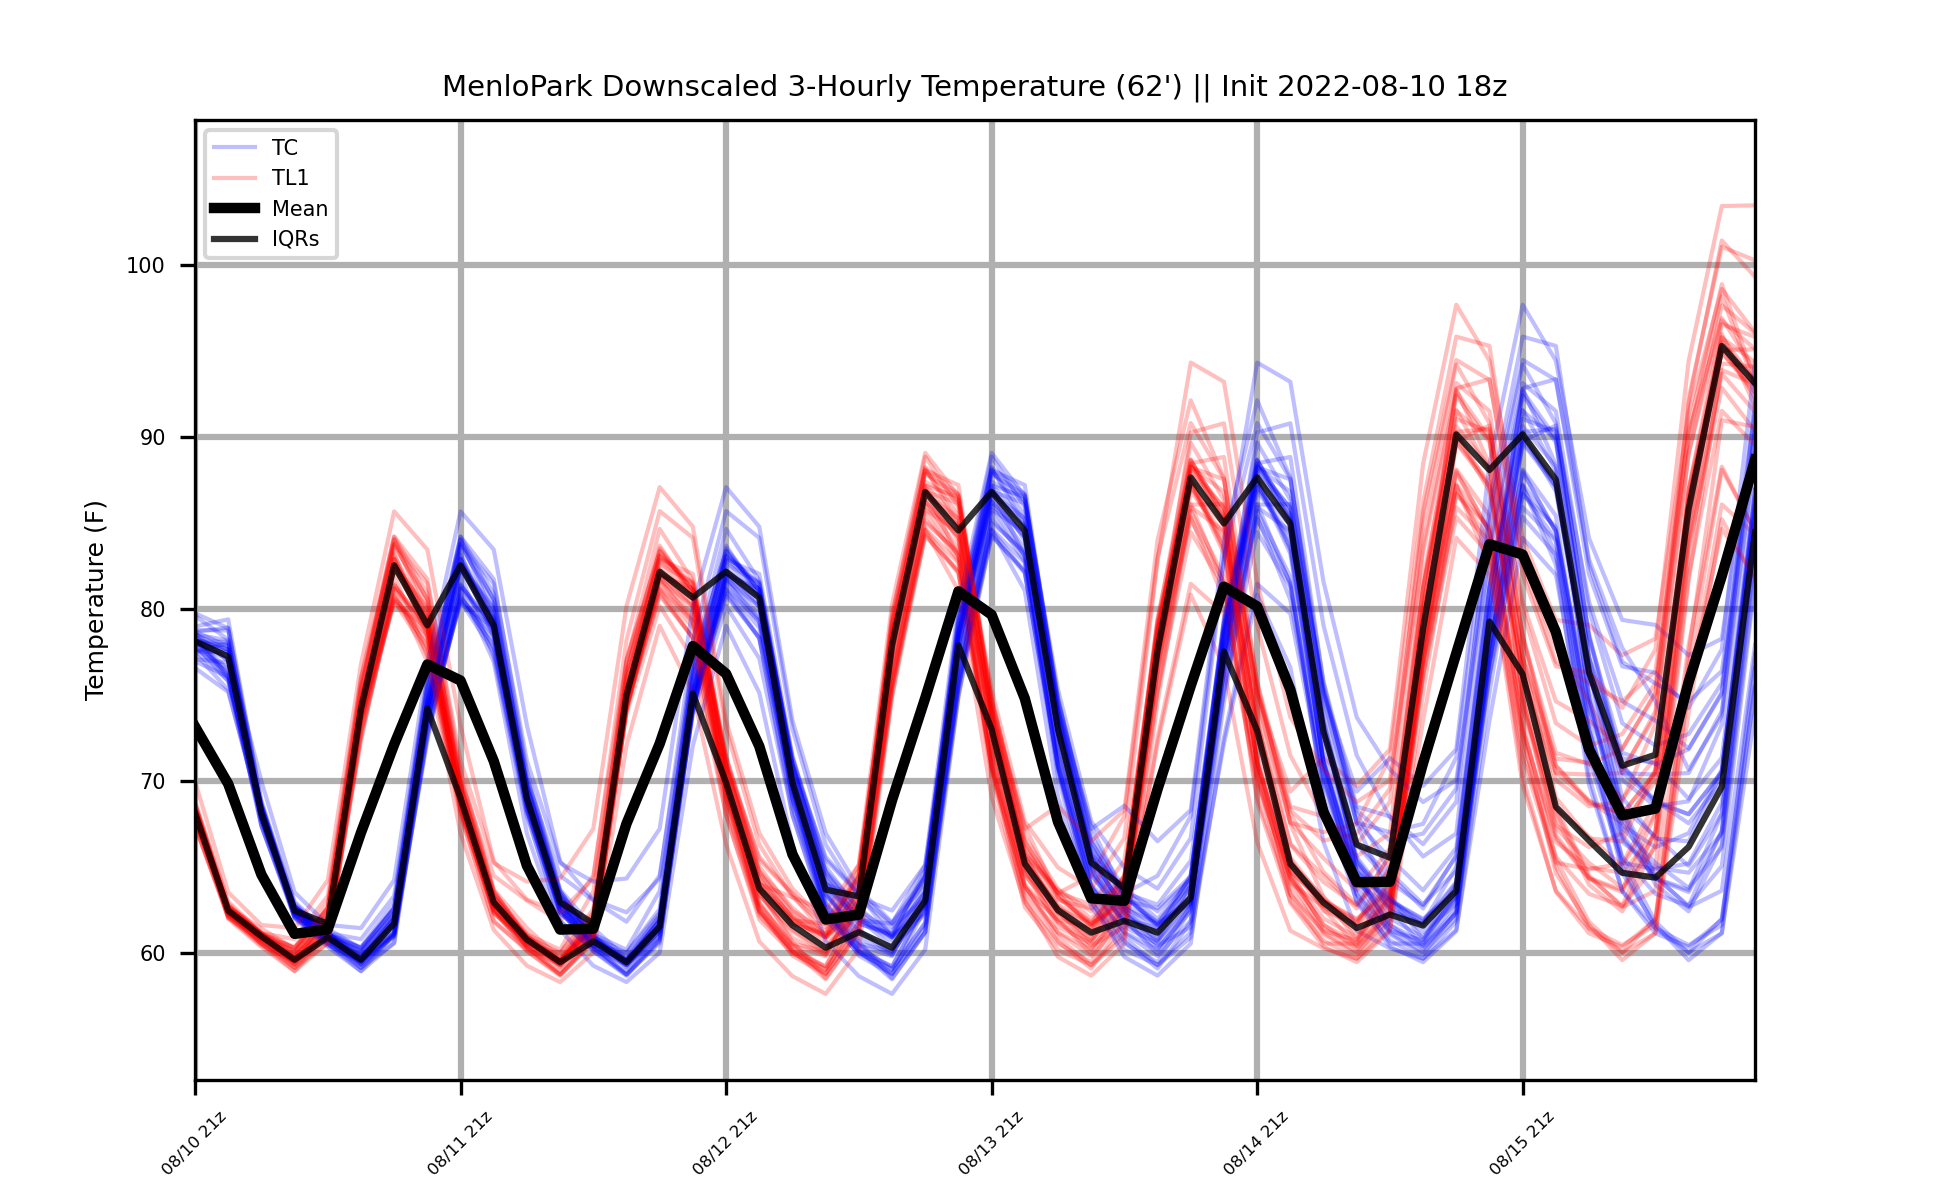 MenloPark Downscaled 3-Hourly Temperature (62') || Init 2022-08-10 18z
TC
TL1
Mean
IQRs
Temperature (F)
100
90
80
70
60
08/10 21z
08/11 21z
08/12 21z
08/13 21z
08/14 21z
08/15 21z